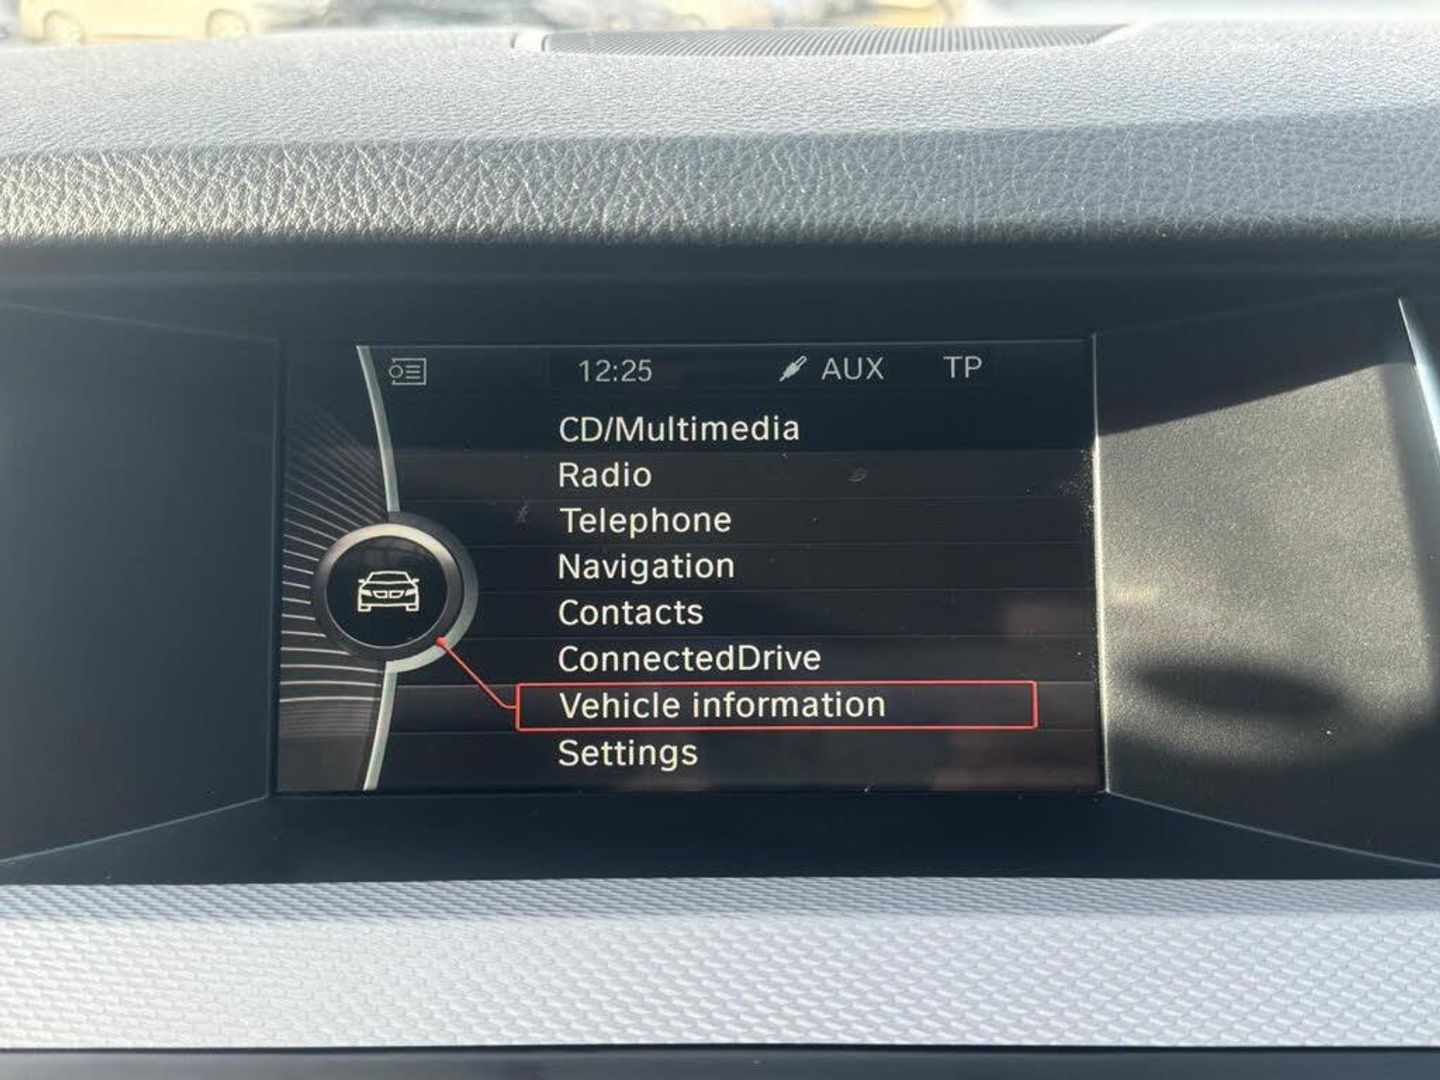 12:25 AUX TP
CD/Multimedia
Radio
Telephone
Navigation
Contacts
ConnectedDrive
Vehicle information
Settings